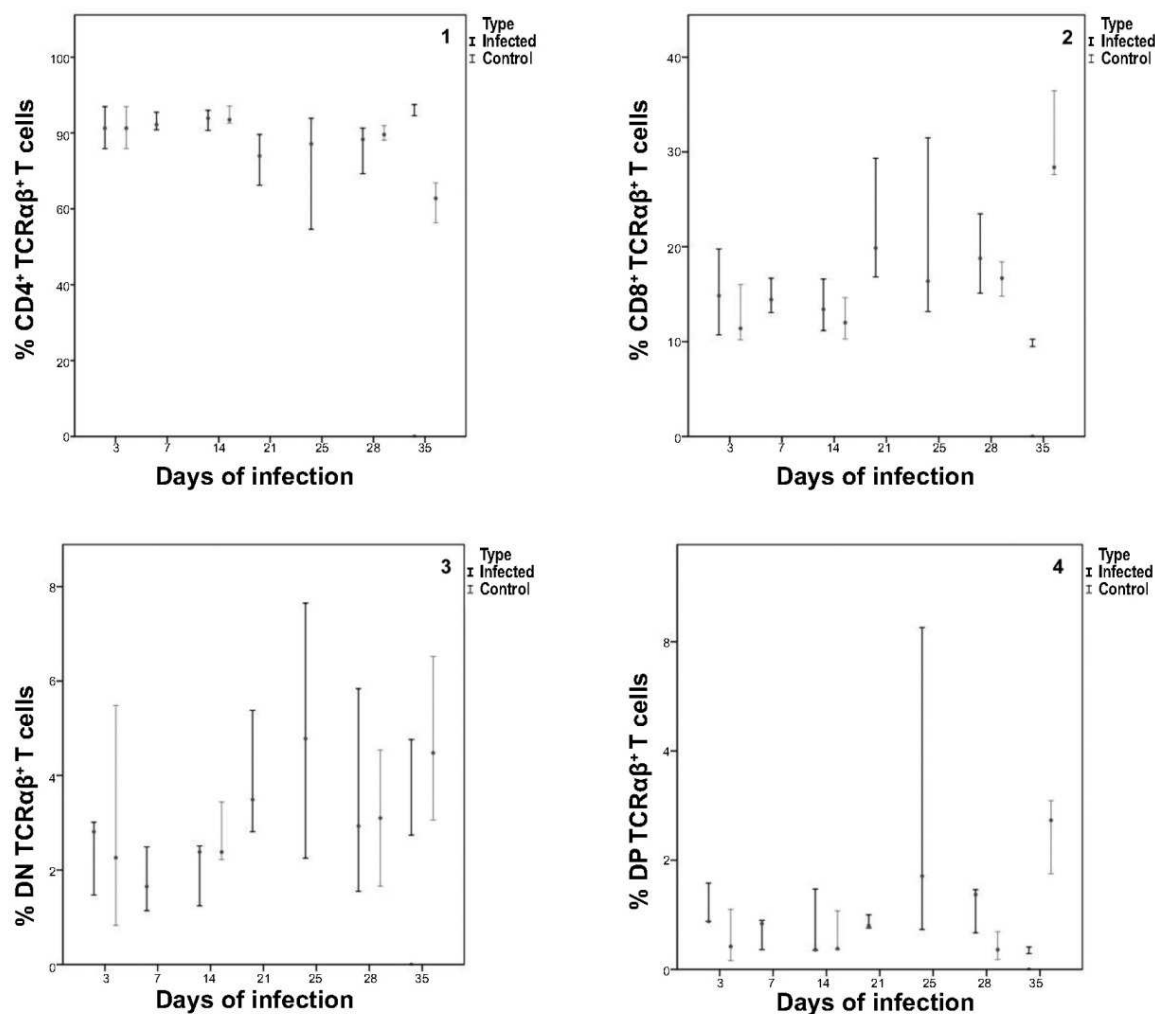 1
Type
Infected
Control
100
90
60
40
20
0
% CD4⁺ TCRαβ⁺ T cells
3 7 14 21 25 28 35
Days of infection
2
Type
Infected
Control
40
30
20
10
0
% CD8⁺ TCRαβ⁺ T cells
3 7 14 21 25 28 35
Days of infection
3
Type
Infected
Control
8
6
4
2
0
% DN TCRαβ⁺ T cells
3 7 14 21 25 28 35
Days of infection
4
Type
Infected
Control
8
4
2
0
% DP TCRαβ⁺ T cells
3 7 14 21 25 28 35
Days of infection